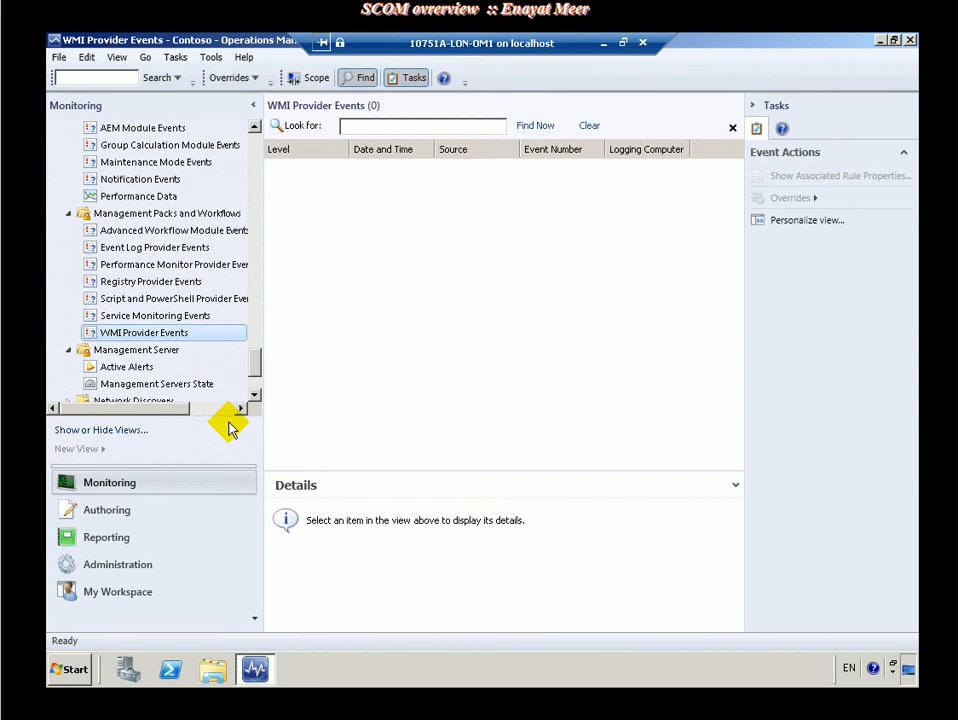 SCOM ovrerview :: Enayat Meer
WMI Provider Events - Contoso - Operations Man
10751A-LON-OM1 on localhost
File Edit View Go Tasks Tools Help
Search Overrides Scope Find Tasks
Monitoring
AEM Module Events
Group Calculation Module Events
Maintenance Mode Events
Notification Events
Performance Data
Management Packs and Workflows
Advanced Workflow Module Events
Event Log Provider Events
Performance Monitor Provider Ever
Registry Provider Events
Script and PowerShell Provider Eve
Service Monitoring Events
WMI Provider Events
Management Server
Active Alerts
Management Servers State
Network Discovery
Show or Hide Views...
New View
Monitoring
Authoring
Reporting
Administration
My Workspace
WMI Provider Events (0)
Look for: Find Now Clear
Level Date and Time Source Event Number Logging Computer
Details
Select an item in the view above to display its details.
Tasks
Event Actions
Show Associated Rule Properties...
Overrides
Personalize view...
Ready
Start
EN